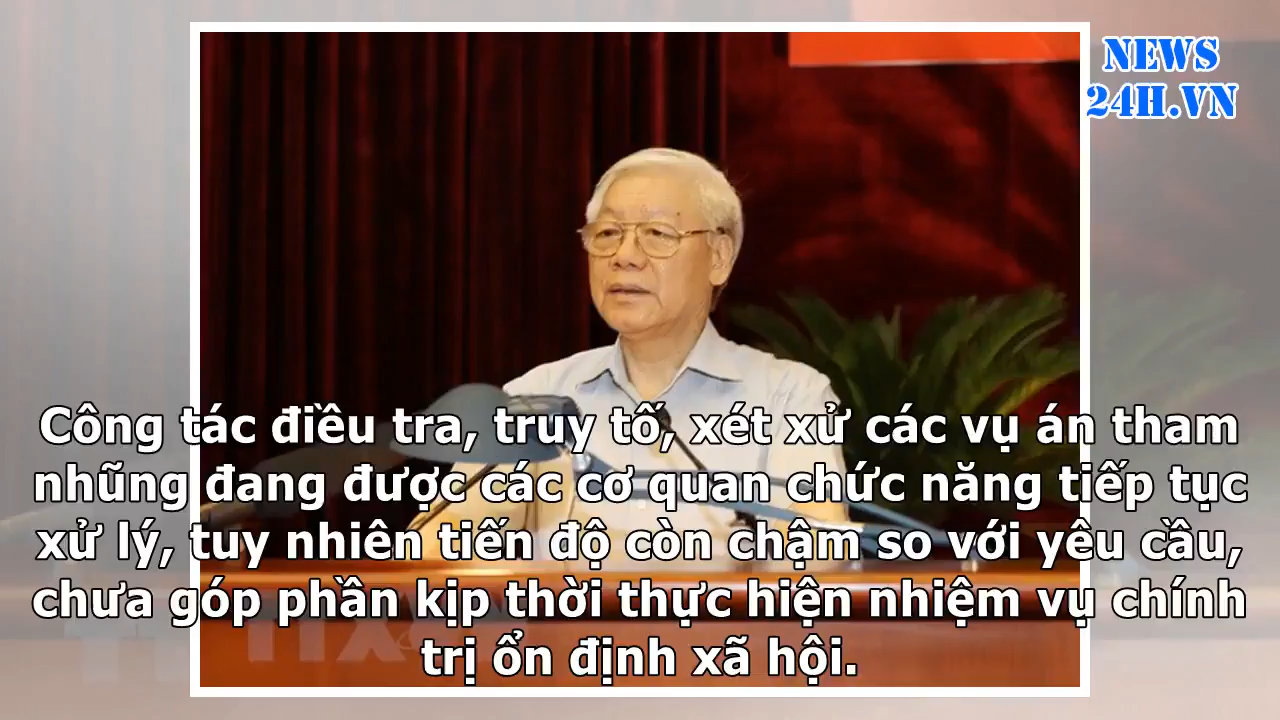 NEWS
24H.VN
Công tác điều tra, truy tố, xét xử các vụ án tham
nhũng đang được các cơ quan chức năng tiếp tục
xử lý, tuy nhiên tiến độ còn chậm so với yêu cầu,
chưa góp phần kịp thời thực hiện nhiệm vụ chính
trị ổn định xã hội.